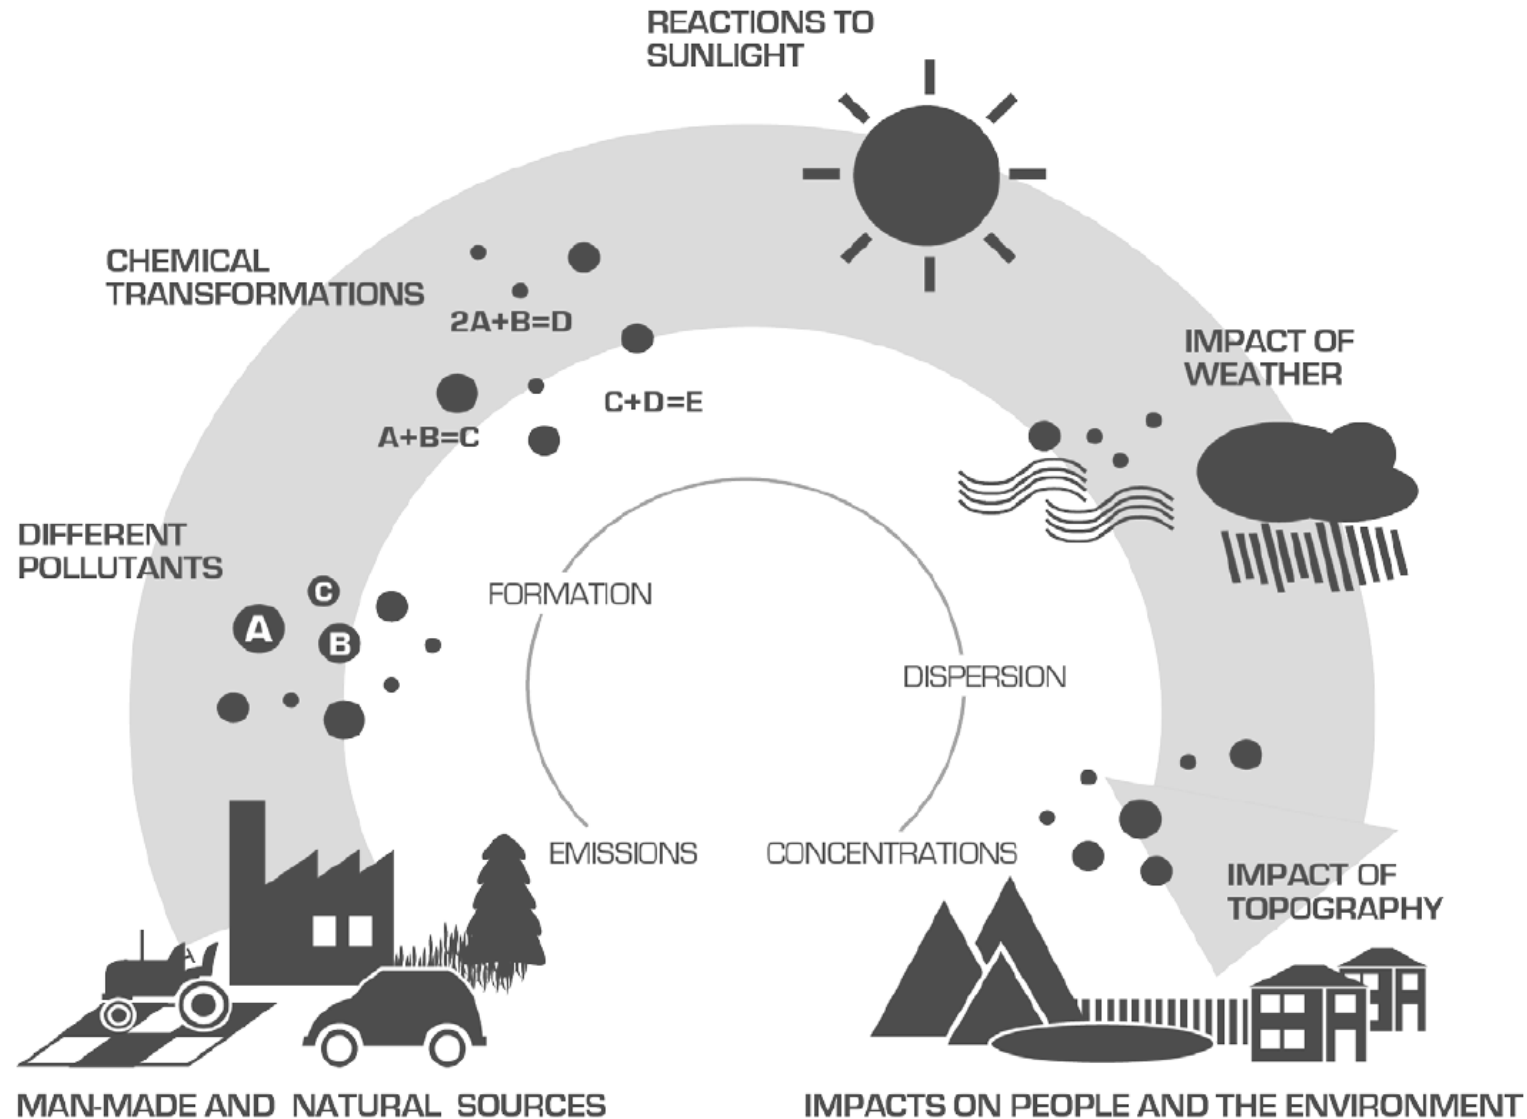 REACTIONS TO
SUNLIGHT
CHEMICAL
TRANSFORMATIONS
2A+B=D
C+D=E
A+B=C
IMPACT OF
WEATHER
DIFFERENT
POLLUTANTS
C
A
B
FORMATION
DISPERSION
EMISSIONS
CONCENTRATIONS
IMPACT OF
TOPOGRAPHY
A
MAN-MADE AND NATURAL SOURCES
IMPACTS ON PEOPLE AND THE ENVIRONMENT